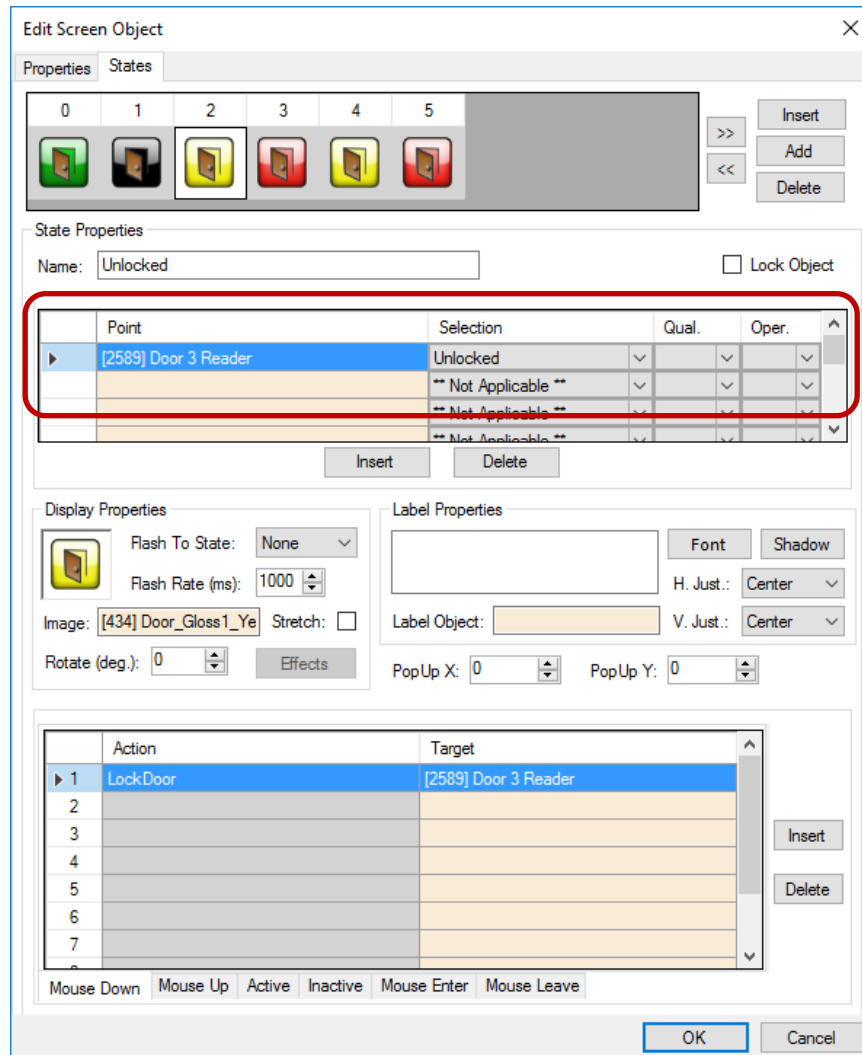 Edit Screen Object
Properties States
0 1 2 3 4 5
>> Insert
<< Add
Delete
State Properties
Name: Unlocked Lock Object
Point Selection Qual. Oper.
[2589] Door 3 Reader Unlocked
** Not Applicable **
** Not Applicable **
** Not Applicable **
Insert Delete
Display Properties Label Properties
Flash To State: None Font Shadow
Flash Rate (ms): 1000 H. Just.: Center
Image: [434] Door_Gloss1_Ye Stretch: Label Object: V. Just.: Center
Rotate (deg.): 0 Effects PopUp X: 0 PopUp Y: 0
Action Target
1 LockDoor [2589] Door 3 Reader
2
3 Insert
4
5 Delete
6
7
Mouse Down Mouse Up Active Inactive Mouse Enter Mouse Leave
OK Cancel